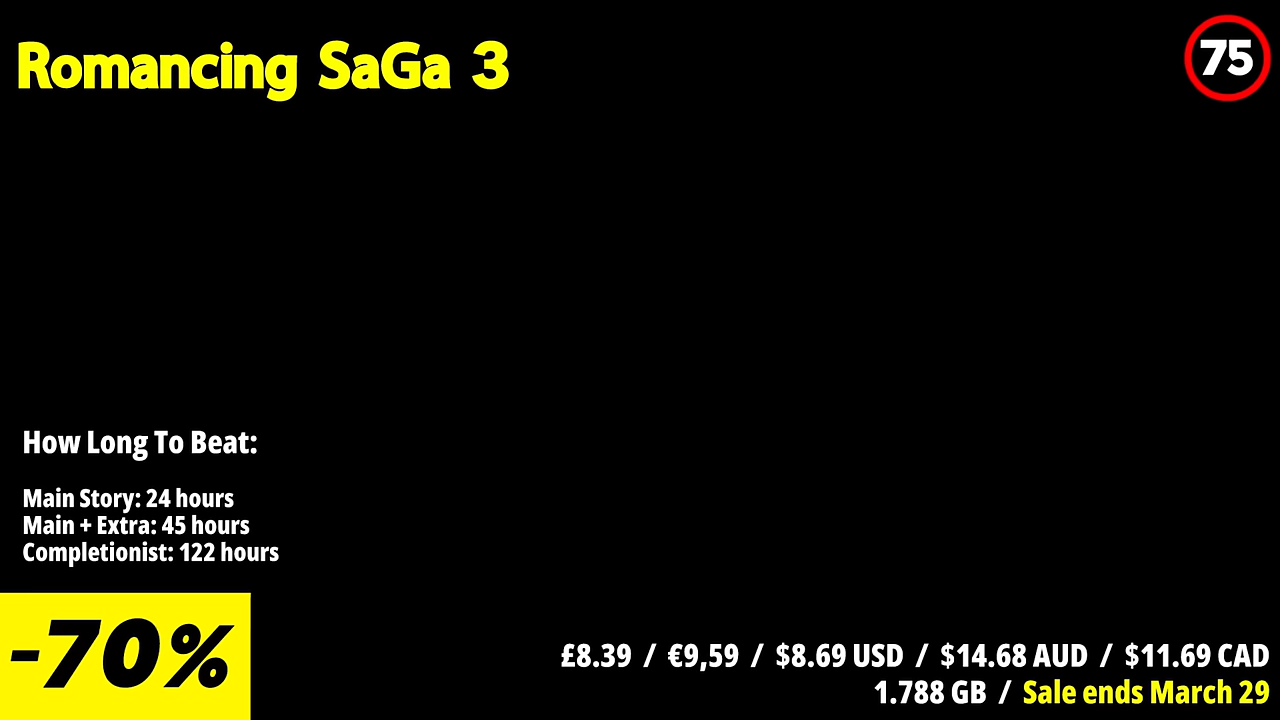 Romancing SaGa 3
75
How Long To Beat:
Main Story: 24 hours
Main + Extra: 45 hours
Completionist: 122 hours
-70%
£8.39 / €9,59 / $8.69 USD / $14.68 AUD / $11.69 CAD
1.788 GB / Sale ends March 29